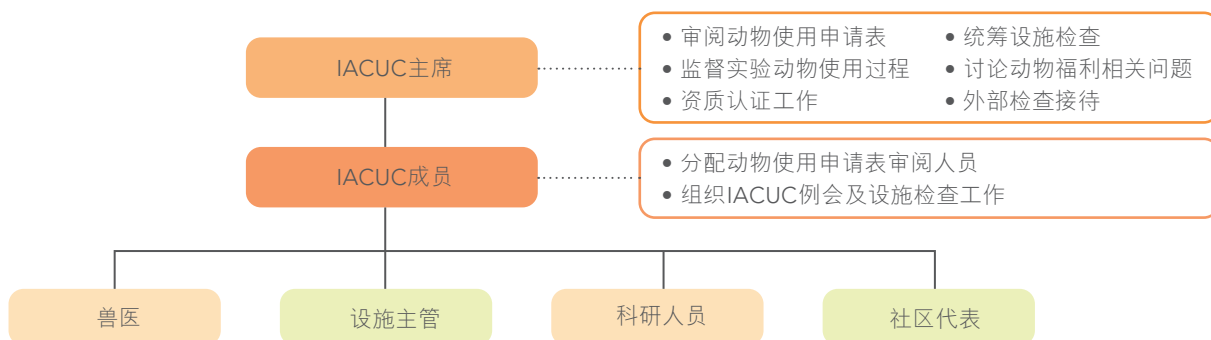 IACUC主席
• 审阅动物使用申请表
• 监督实验动物使用过程
• 资质认证工作
• 统筹设施检查
• 讨论动物福利相关问题
• 外部检查接待
IACUC成员
• 分配动物使用申请表审阅人员
• 组织IACUC例会及设施检查工作
兽医
设施主管
科研人员
社区代表